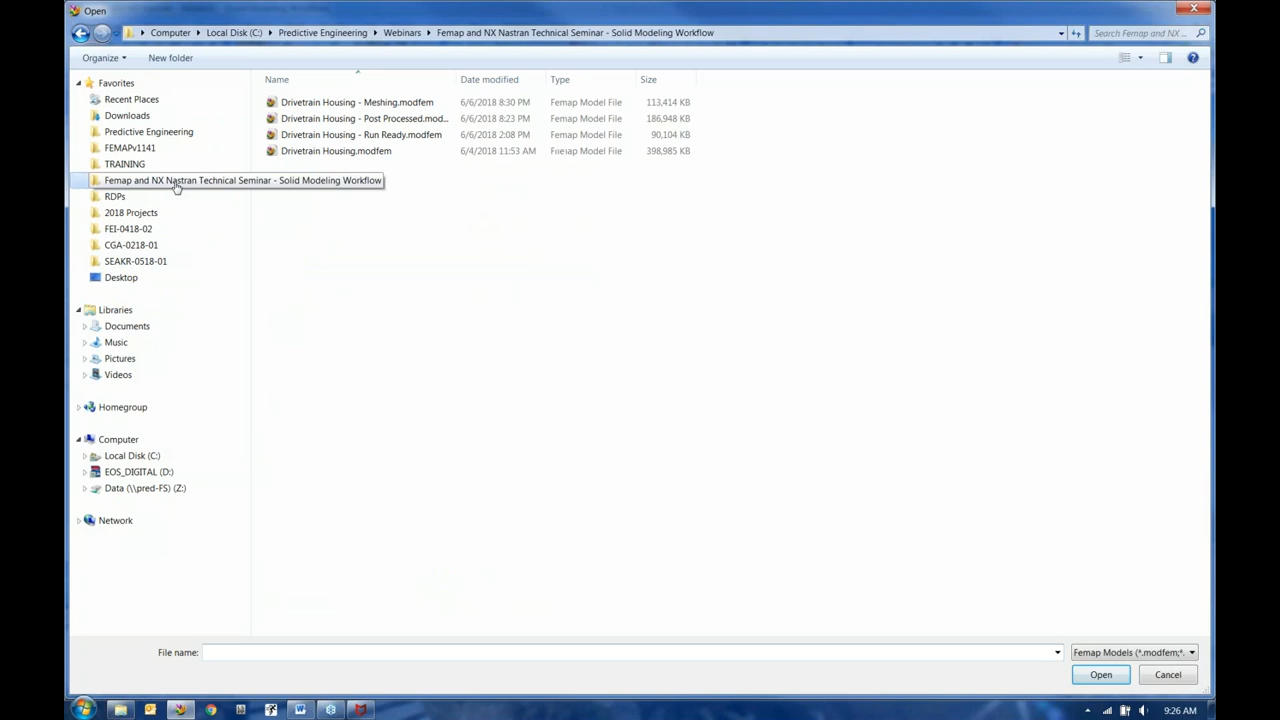 Open
Computer
Local Disk (C:)
Predictive Engineering
Webinars
Femap and NX Nastran Technical Seminar - Solid Modeling Workflow
Search Femap and NX ...
Organize
New folder
Name
Date modified
Type
Size
Favorites
Recent Places
Downloads
Predictive Engineering
FEMAPv1141
TRAINING
Femap and NX Nastran Technical Seminar - Solid Modeling Workflow
RDPs
2018 Projects
FEI-0418-02
CGA-0218-01
SEAKR-0518-01
Desktop
Libraries
Documents
Music
Pictures
Videos
Homegroup
Computer
Local Disk (C:)
EOS_DIGITAL (D:)
Data (\\pred-FS) (Z:)
Network
Drivetrain Housing - Meshing.modfem 6/6/2018 8:30 PM Femap Model File 113,414 KB
Drivetrain Housing - Post Processed.mod... 6/6/2018 8:23 PM Femap Model File 186,948 KB
Drivetrain Housing - Run Ready.modfem 6/6/2018 2:08 PM Femap Model File 90,104 KB
Drivetrain Housing.modfem 6/4/2018 11:53 AM Femap Model File 398,985 KB
File name:
Femap Models (*.modfem;*.
Open
Cancel
9:26 AM